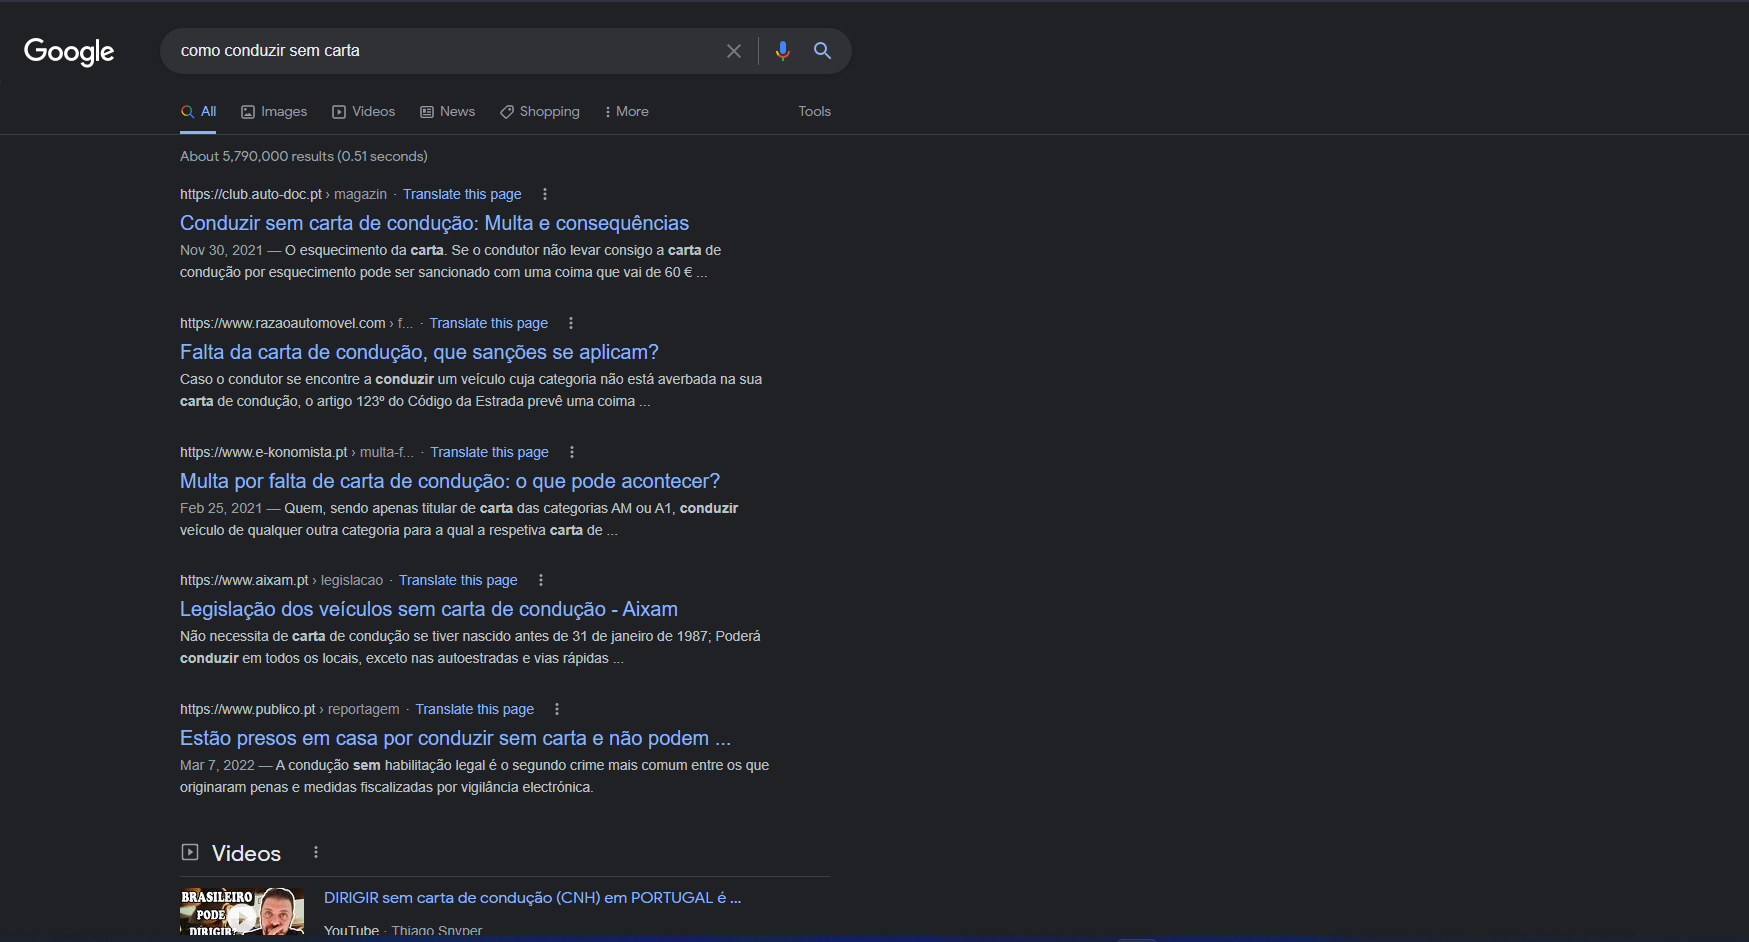 Google
como conduzir sem carta
All Images Videos News Shopping More Tools
About 5,790,000 results (0.51 seconds)
https://club.auto-doc.pt › magazin · Translate this page
Conduzir sem carta de condução: Multa e consequências
Nov 30, 2021 — O esquecimento da carta. Se o condutor não levar consigo a carta de
condução por esquecimento pode ser sancionado com uma coima que vai de 60 € ...
https://www.razaoautomovel.com › f... · Translate this page
Falta da carta de condução, que sanções se aplicam?
Caso o condutor se encontre a conduzir um veículo cuja categoria não está averbada na sua
carta de condução, o artigo 123º do Código da Estrada prevê uma coima ...
https://www.e-konomista.pt › multa-f... · Translate this page
Multa por falta de carta de condução: o que pode acontecer?
Feb 25, 2021 — Quem, sendo apenas titular de carta das categorias AM ou A1, conduzir
veículo de qualquer outra categoria para a qual a respetiva carta de ...
https://www.aixam.pt › legislacao · Translate this page
Legislação dos veículos sem carta de condução - Aixam
Não necessita de carta de condução se tiver nascido antes de 31 de janeiro de 1987; Poderá
conduzir em todos os locais, exceto nas autoestradas e vias rápidas ...
https://www.publico.pt › reportagem · Translate this page
Estão presos em casa por conduzir sem carta e não podem ...
Mar 7, 2022 — A condução sem habilitação legal é o segundo crime mais comum entre os que
originaram penas e medidas fiscalizadas por vigilância electrónica.
Videos
BRASILEIRO
PODE
DIRIGIR?
DIRIGIR sem carta de condução (CNH) em PORTUGAL é ...
YouTube · Thiago Snyper